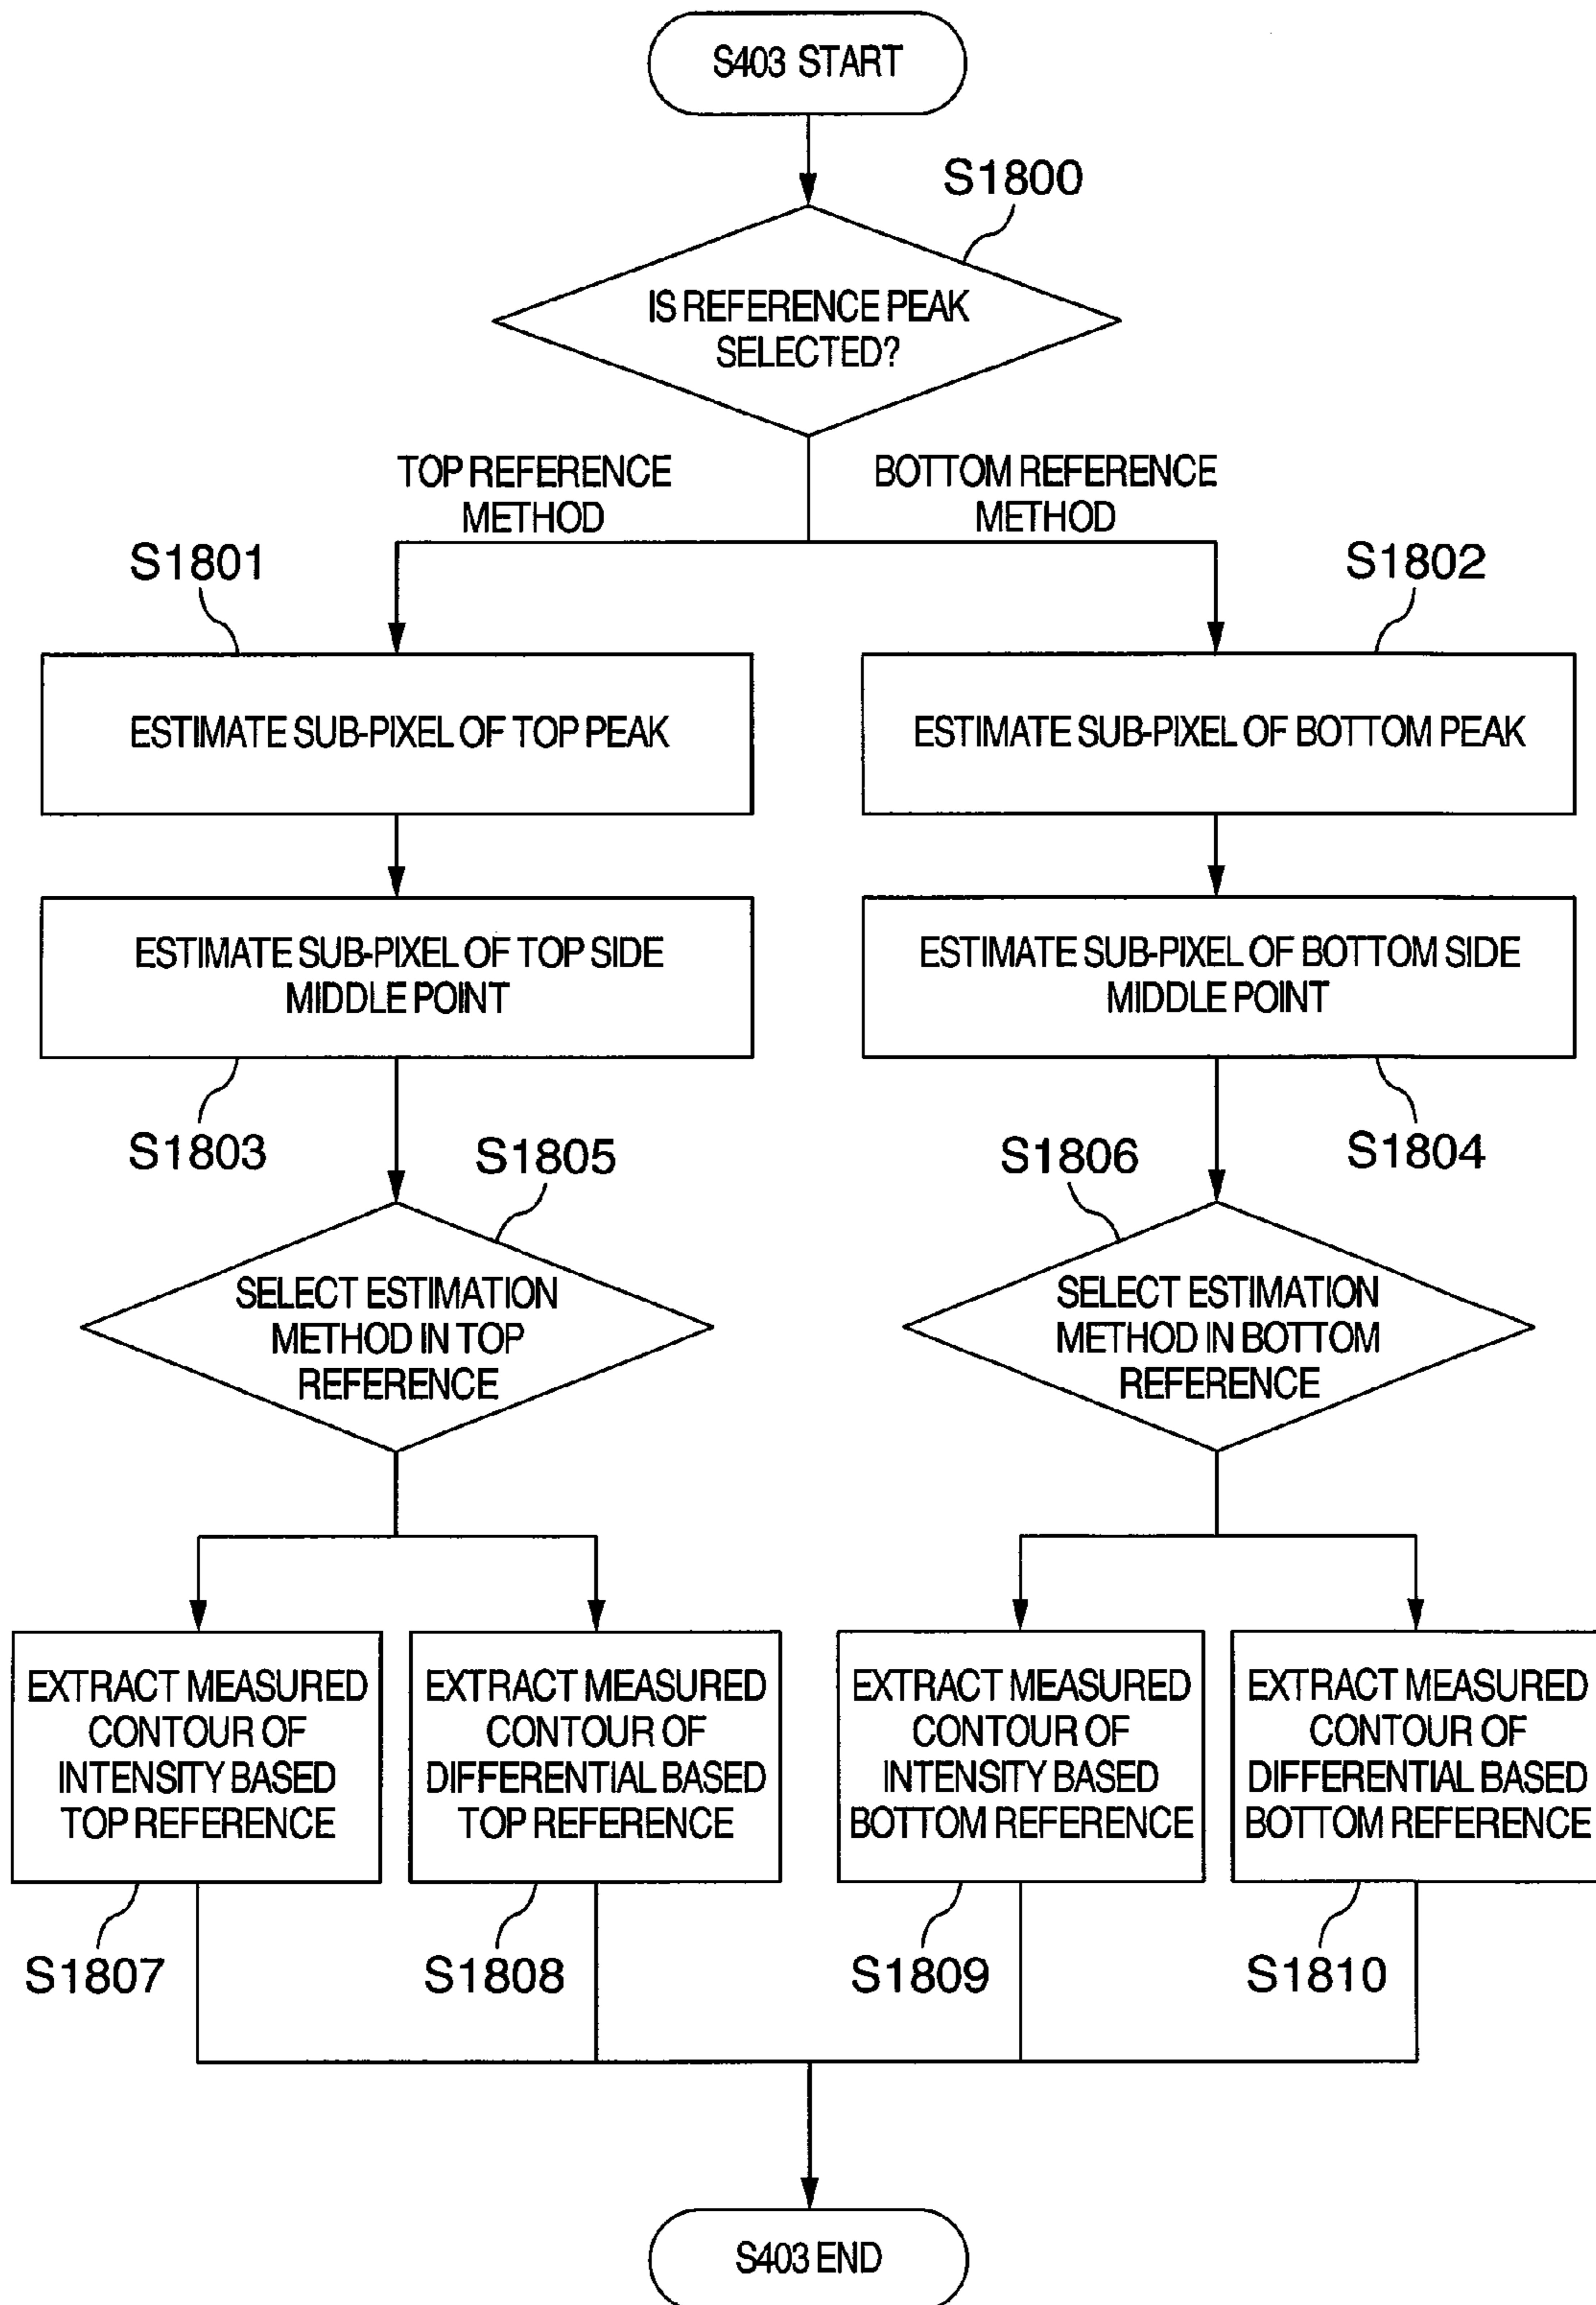 S403 START
S1800
IS REFERENCE PEAK
SELECTED?
TOP REFERENCE
METHOD
BOTTOM REFERENCE
METHOD
S1801
S1802
ESTIMATE SUB-PIXEL OF TOP PEAK
ESTIMATE SUB-PIXEL OF BOTTOM PEAK
ESTIMATE SUB-PIXEL OF TOP SIDE
MIDDLE POINT
ESTIMATE SUB-PIXEL OF BOTTOM SIDE
MIDDLE POINT
S1803
S1805
S1806
S1804
SELECT ESTIMATION
METHOD IN TOP
REFERENCE
SELECT ESTIMATION
METHOD IN BOTTOM
REFERENCE
EXTRACT MEASURED
CONTOUR OF
INTENSITY BASED
TOP REFERENCE
EXTRACT MEASURED
CONTOUR OF
DIFFERENTIAL BASED
TOP REFERENCE
EXTRACT MEASURED
CONTOUR OF
INTENSITY BASED
BOTTOM REFERENCE
EXTRACT MEASURED
CONTOUR OF
DIFFERENTIAL BASED
BOTTOM REFERENCE
S1807
S1808
S1809
S1810
S403 END